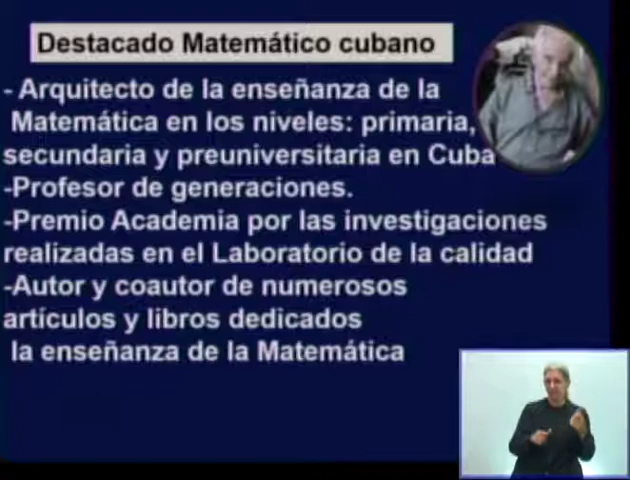 Destacado Matemático cubano
- Arquitecto de la enseñanza de la
Matemática en los niveles: primaria,
secundaria y preuniversitaria en Cuba
-Profesor de generaciones.
-Premio Academia por las investigaciones
realizadas en el Laboratorio de la calidad
-Autor y coautor de numerosos
artículos y libros dedicados
la enseñanza de la Matemática